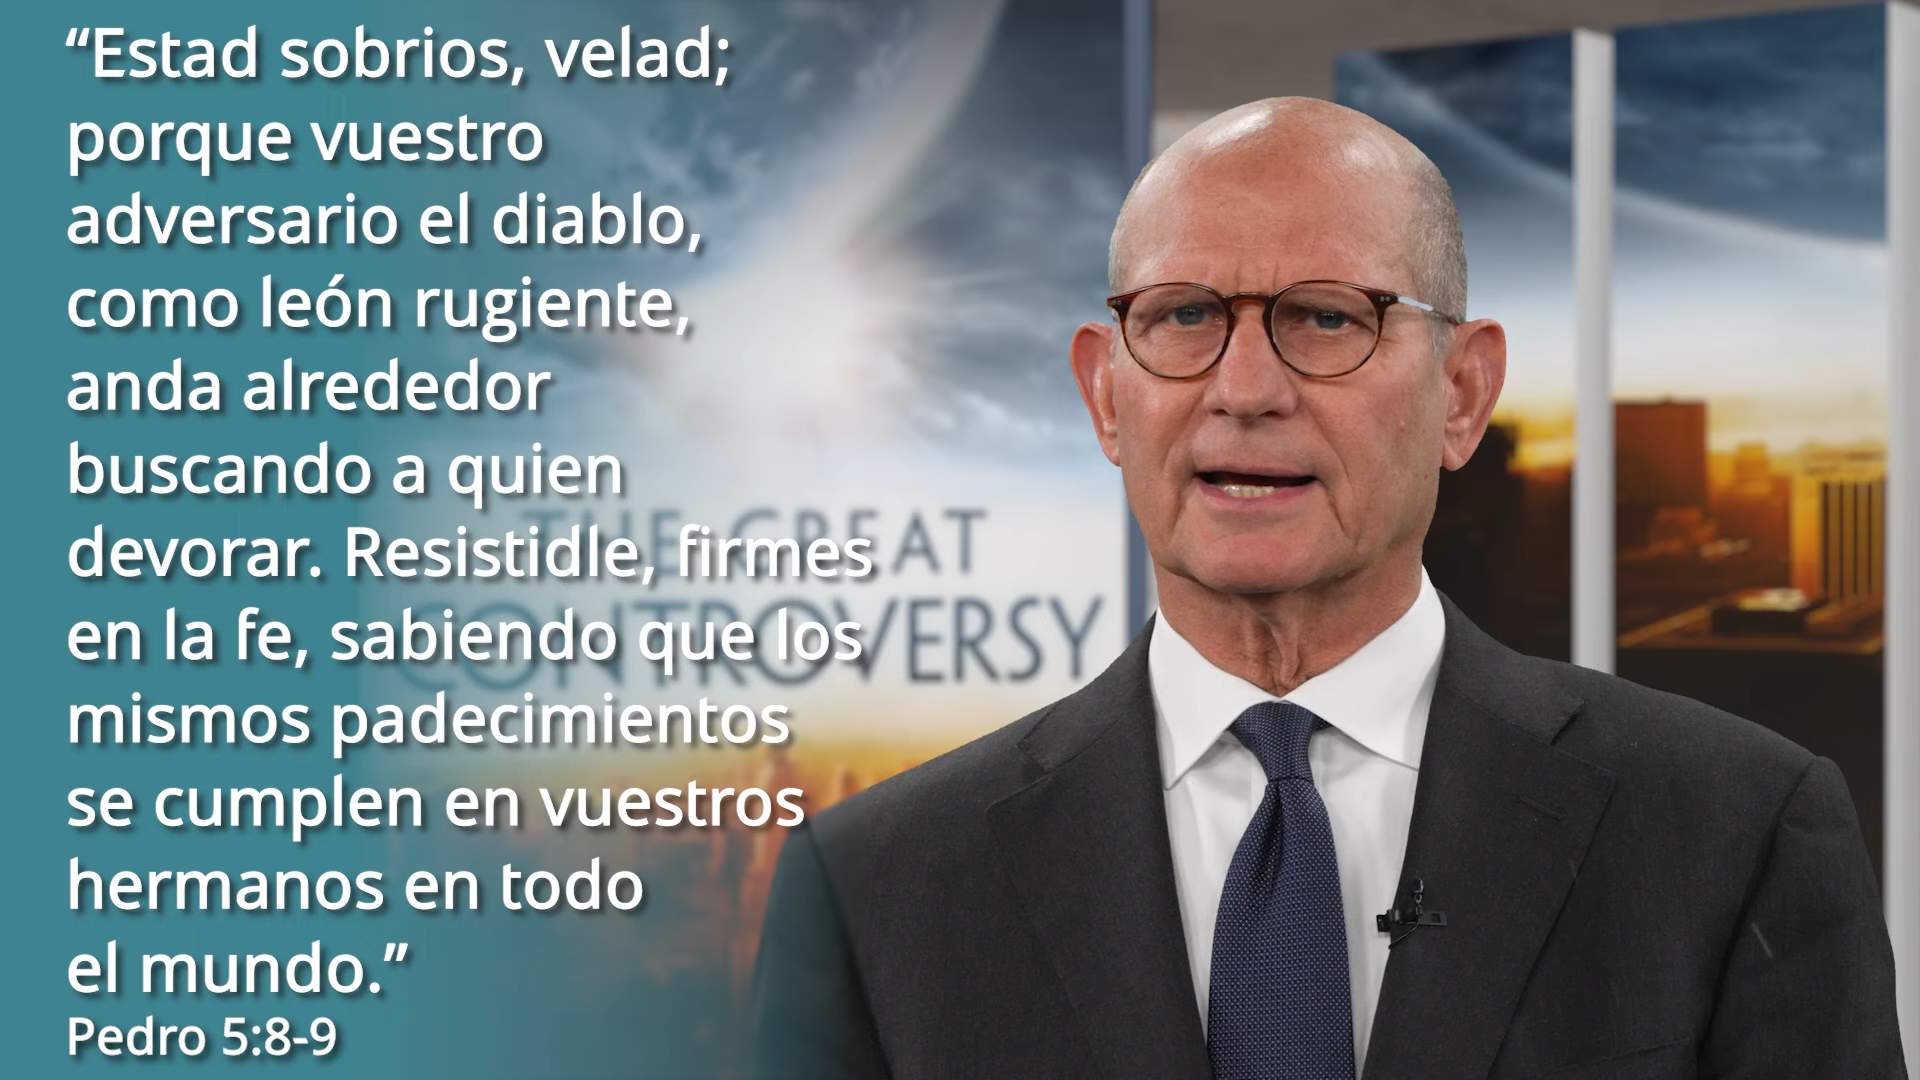 “Estad sobrios, velad;
porque vuestro
adversario el diablo,
como león rugiente,
anda alrededor
buscando a quien
devorar. Resistidle, firmes
en la fe, sabiendo que los
mismos padecimientos
se cumplen en vuestros
hermanos en todo
el mundo.”
Pedro 5:8-9
THE GREAT
CONTROVERSY